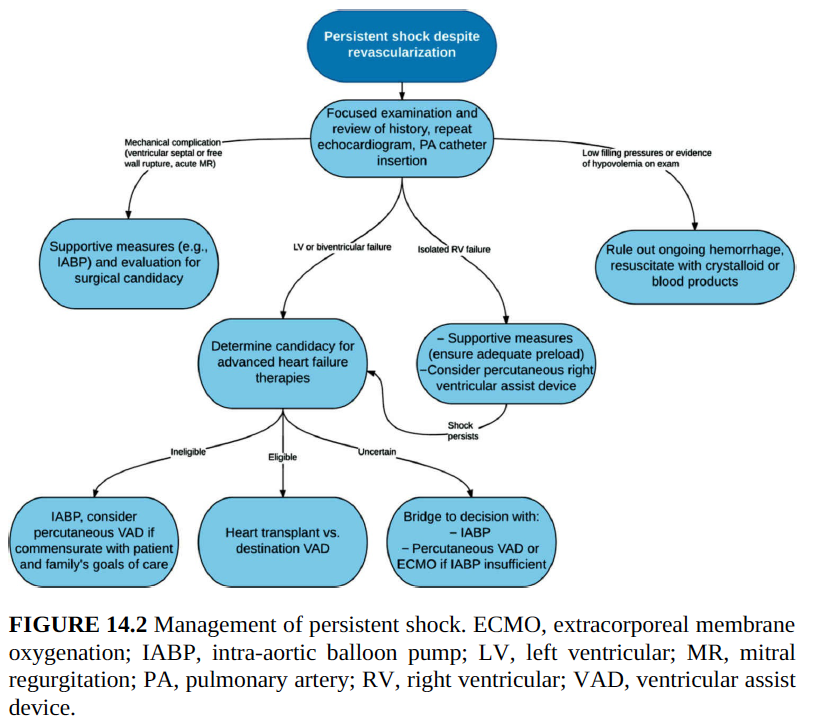 Persistent shock despite
revascularization
Focused examination and
review of history, repeat
echocardiogram, PA catheter
insertion
Mechanical complication
(ventricular septal or free
wall rupture, acute MR)
Low filling pressures or evidence
of hypovolemia on exam
LV or biventricular failure
Isolated RV failure
Supportive measures (e.g.,
IABP) and evaluation for
surgical candidacy
Rule out ongoing hemorrhage,
resuscitate with crystalloid or
blood products
Determine candidacy for
advanced heart failure
therapies
– Supportive measures
(ensure adequate preload)
–Consider percutaneous right
ventricular assist device
Shock
persists
Ineligible
Eligible
Uncertain
IABP, consider
percutaneous VAD if
commensurate with patient
and family's goals of care
Heart transplant vs.
destination VAD
Bridge to decision with:
– IABP
– Percutaneous VAD or
ECMO if IABP insufficient
FIGURE 14.2 Management of persistent shock. ECMO, extracorporeal membrane
oxygenation; IABP, intra-aortic balloon pump; LV, left ventricular; MR, mitral
regurgitation; PA, pulmonary artery; RV, right ventricular; VAD, ventricular assist
device.